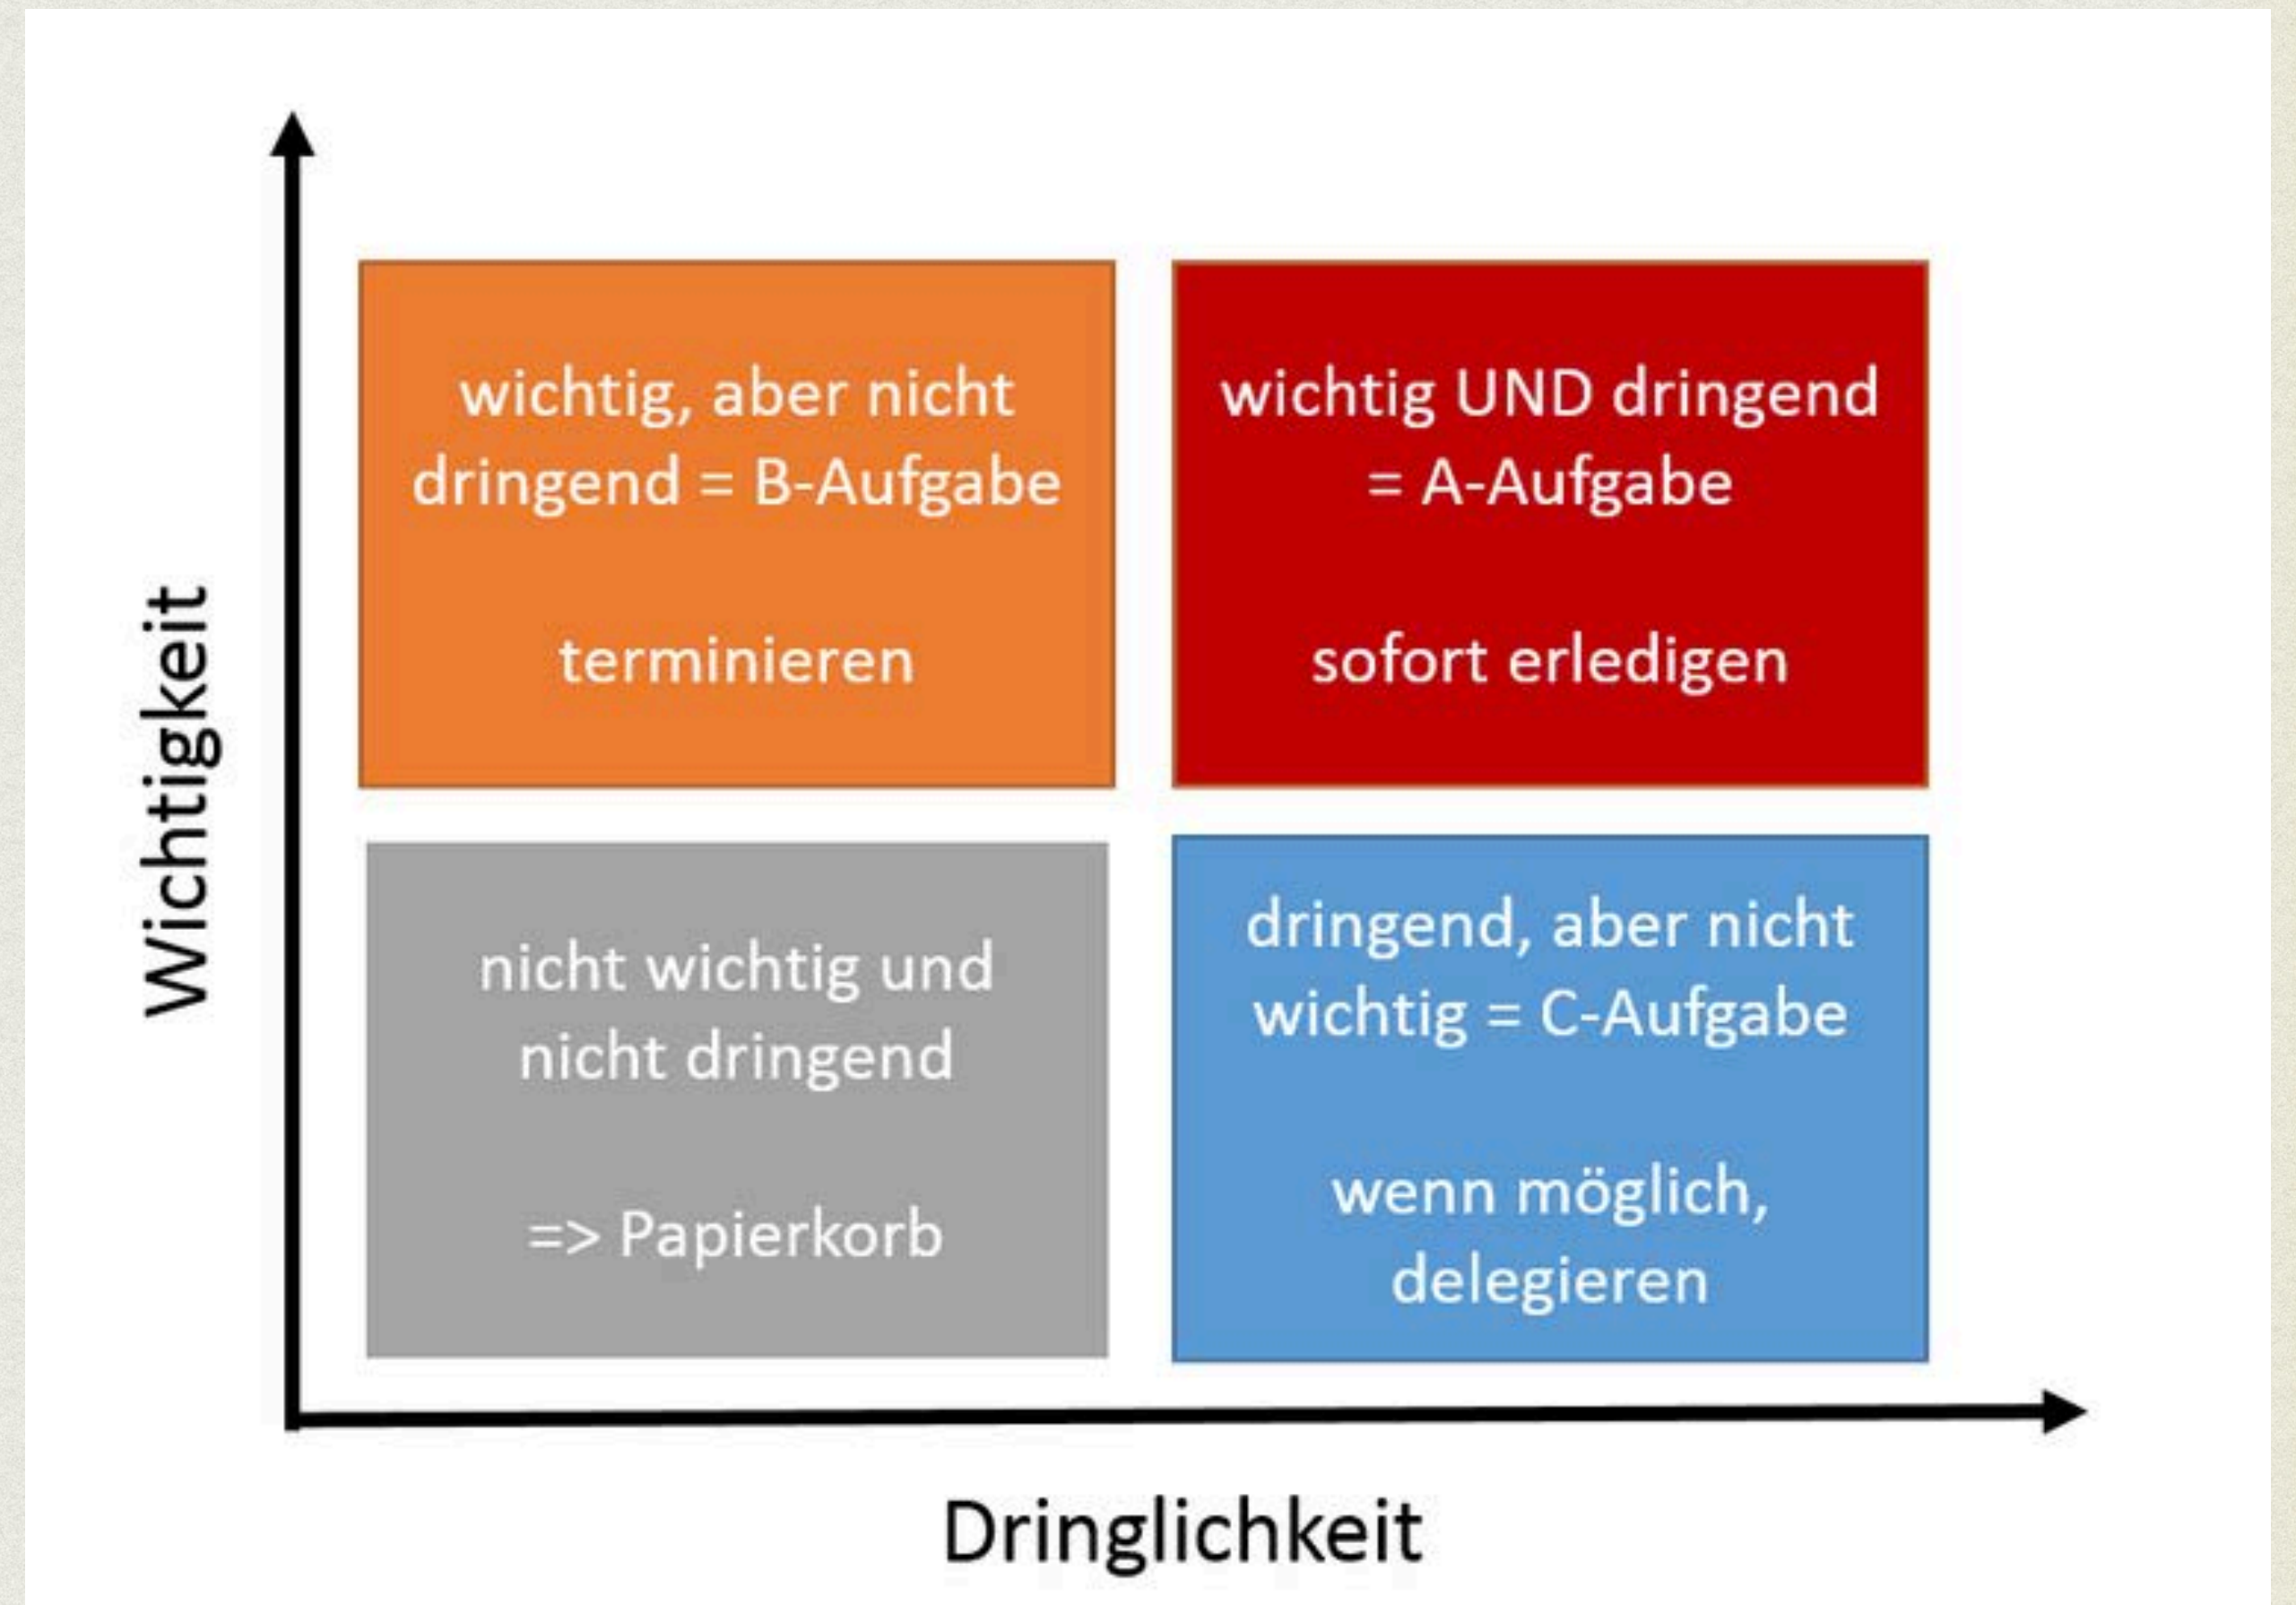 Wichtigkeit
wichtig, aber nicht
dringend = B-Aufgabe
terminieren
wichtig UND dringend
= A-Aufgabe
sofort erledigen
nicht wichtig und
nicht dringend
=> Papierkorb
dringend, aber nicht
wichtig = C-Aufgabe
wenn möglich,
delegieren
Dringlichkeit